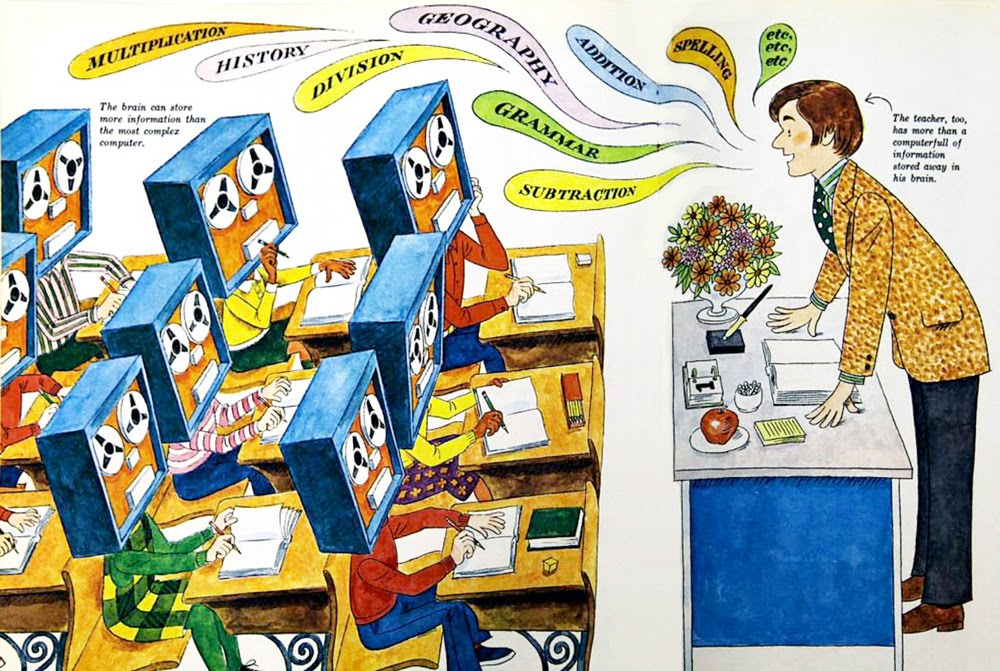 MULTIPLICATION
HISTORY
DIVISION
GEOGRAPHY
ADDITION
SPELLING
etc,
etc,
etc
GRAMMAR
SUBTRACTION
The brain can store
more information than
the most complex
computer.
The teacher, too,
has more than a
computerfull of
information
stored away in
his brain.
1